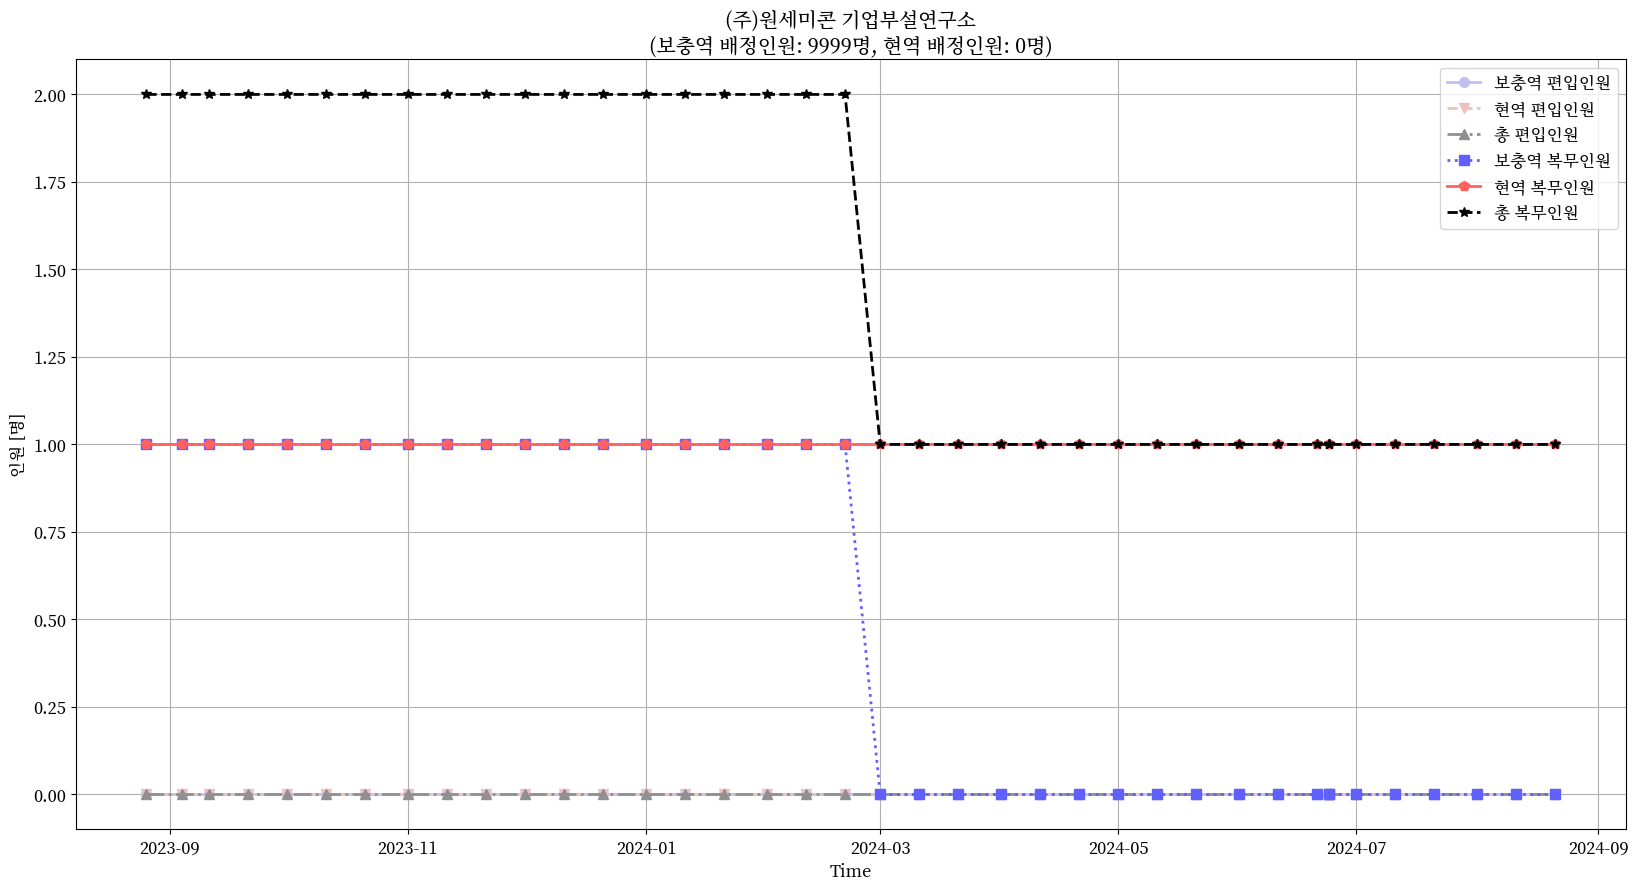 (주)원세미콘 기업부설연구소
(보충역 배정인원: 9999명, 현역 배정인원: 0명)
보충역 편입인원
현역 편입인원
총 편입인원
보충역 복무인원
현역 복무인원
총 복무인원
인원 [명]
2.00
1.75
1.50
1.25
1.00
0.75
0.50
0.25
0.00
2023-09 2023-11 2024-01 2024-03 2024-05 2024-07 2024-09
Time